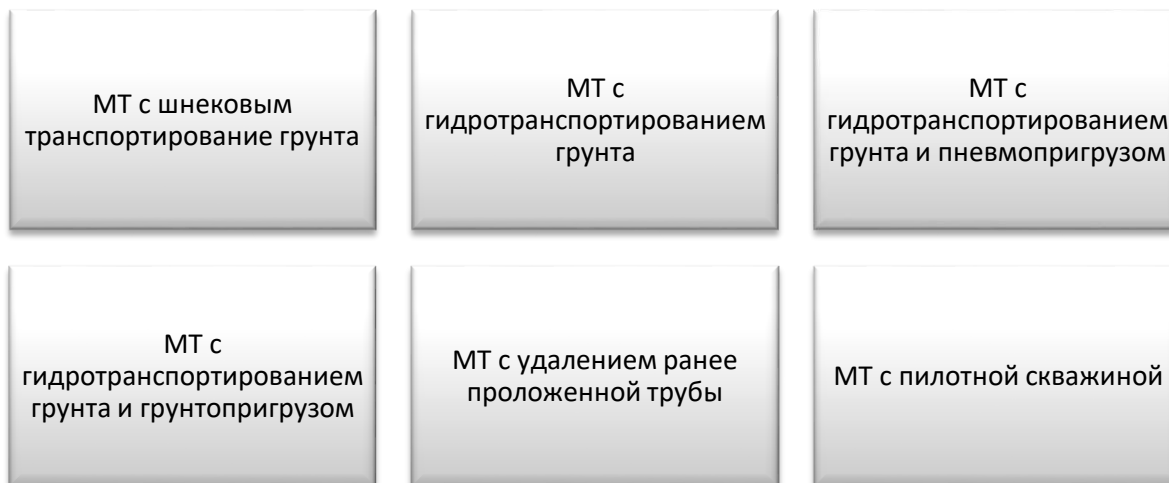 МТ с шнековым
транспортирование грунта
МТ с
гидротранспортированием
грунта
МТ с
гидротранспортированием
грунта и пневмопригрузом
МТ с
гидротранспортированием
грунта и грунтопригрузом
МТ с удалением ранее
проложенной трубы
МТ с пилотной скважиной